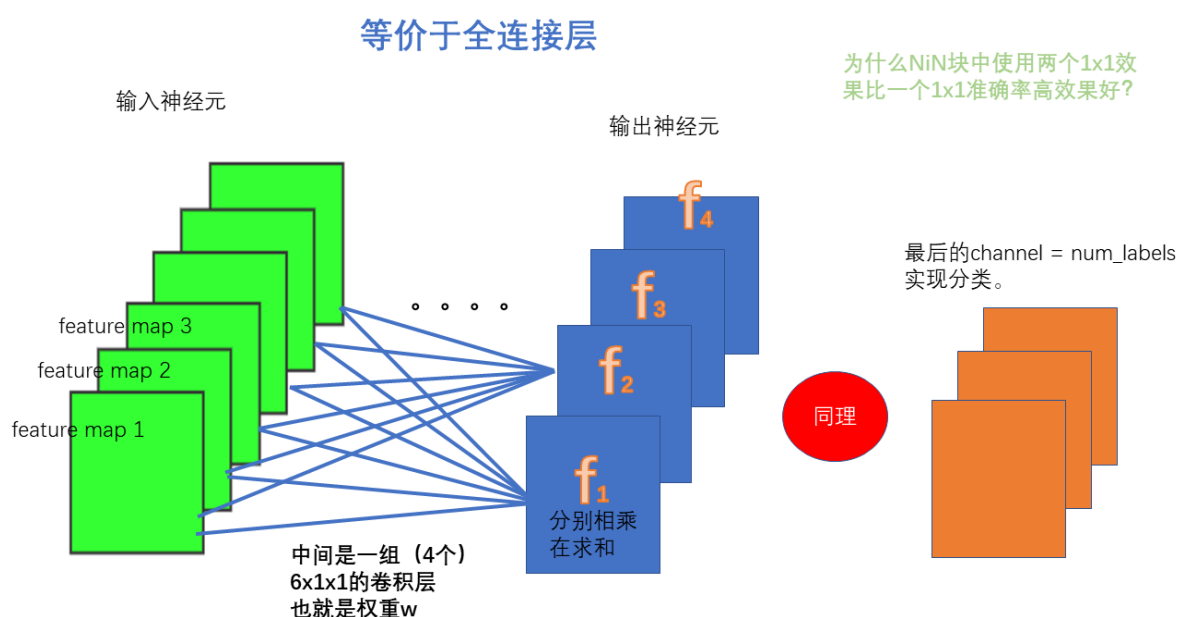 等价于全连接层
为什么NiN块中使用两个1x1效
果比一个1x1准确率高效果好?
输入神经元
输出神经元
f4
f3
f2
f1
最后的channel = num_labels
实现分类。
feature map 3
feature map 2
feature map 1
同理
分别相乘
在求和
中间是一组（4个）
6x1x1的卷积层
也就是权重w